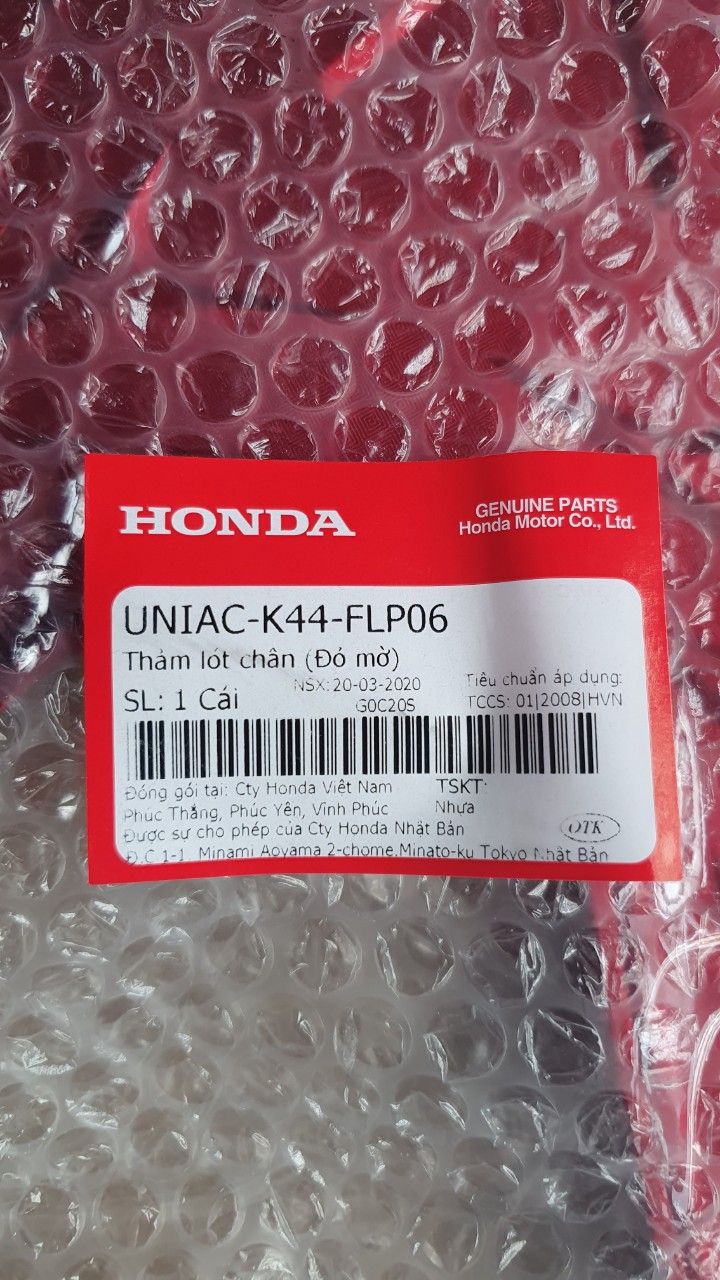 HONDA
GENUINE PARTS
Honda Motor Co., Ltd.
UNIAC-K44-FLP06
Thảm lót chân (Đỏ mờ)
SL: 1 Cái
NSX: 20-03-2020
G0C20S
Tiêu chuẩn áp dụng:
TCCS: 01|2008|HVN
Đóng gói tại: Cty Honda Việt Nam
Phúc Thắng, Phúc Yên, Vĩnh Phúc
TSKT:
Nhựa
Được sự cho phép của Cty Honda Nhật Bản
OTK
Đ.C 1-1 Minami Aoyama 2-chome,Minato-ku Tokyo Nhật Bản